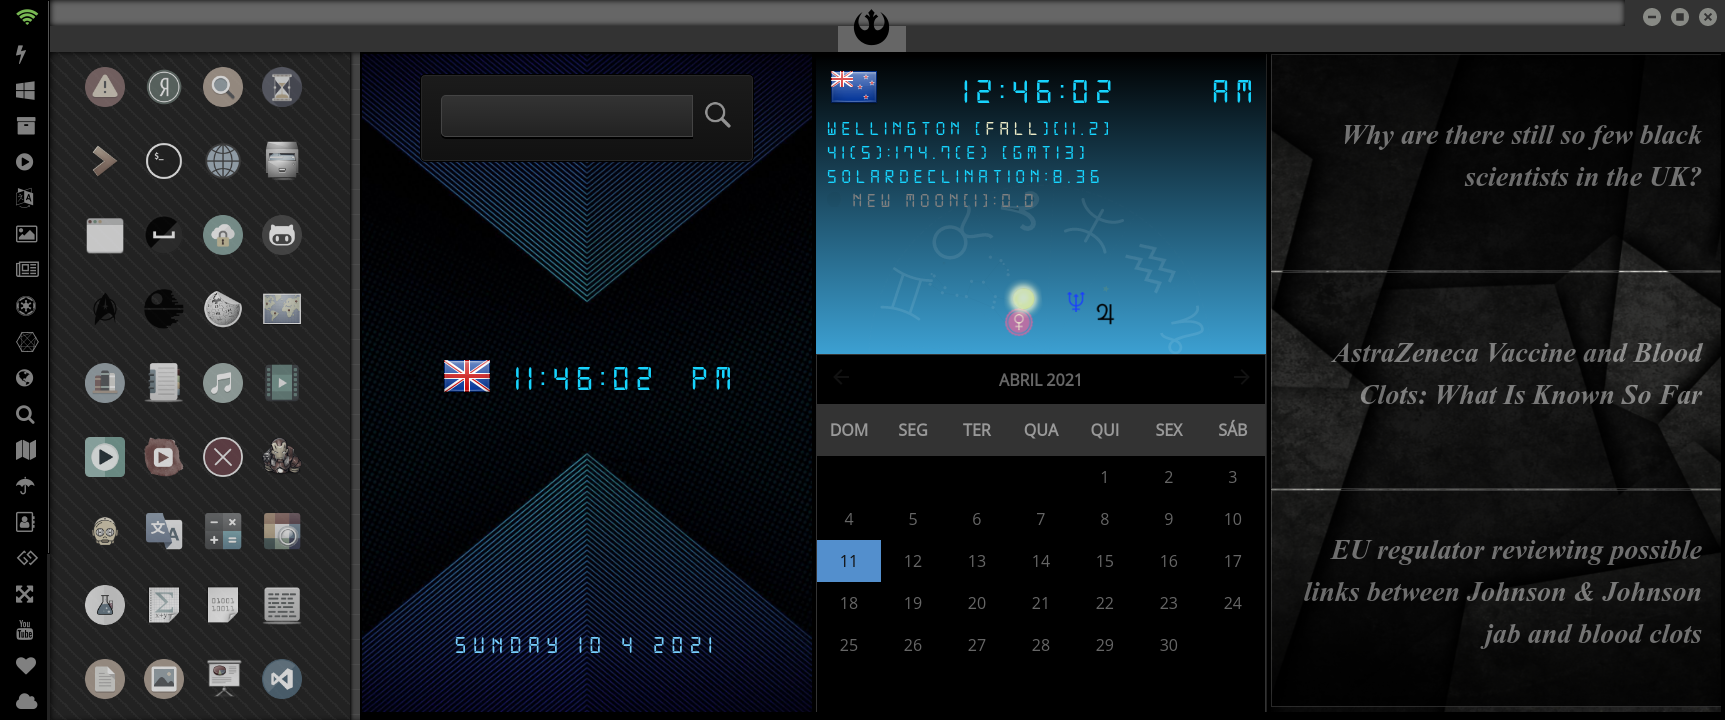 12:46:02 AM
WELLINGTON [FALL][11.2]
41(S):174.7(E) [GMT13]
SOLARDECLINATION:8.36
NEW MOON[1]:0.0
11:46:02 PM
SUNDAY 10 4 2021
ABRIL 2021
DOM SEG TER QUA QUI SEX SÁB
1 2 3
4 5 6 7 8 9 10
11 12 13 14 15 16 17
18 19 20 21 22 23 24
25 26 27 28 29 30
Why are there still so few black
scientists in the UK?
AstraZeneca Vaccine and Blood
Clots: What Is Known So Far
EU regulator reviewing possible
links between Johnson & Johnson
jab and blood clots
You
Tube
Я
$_
文 A
01001
10011
Σ